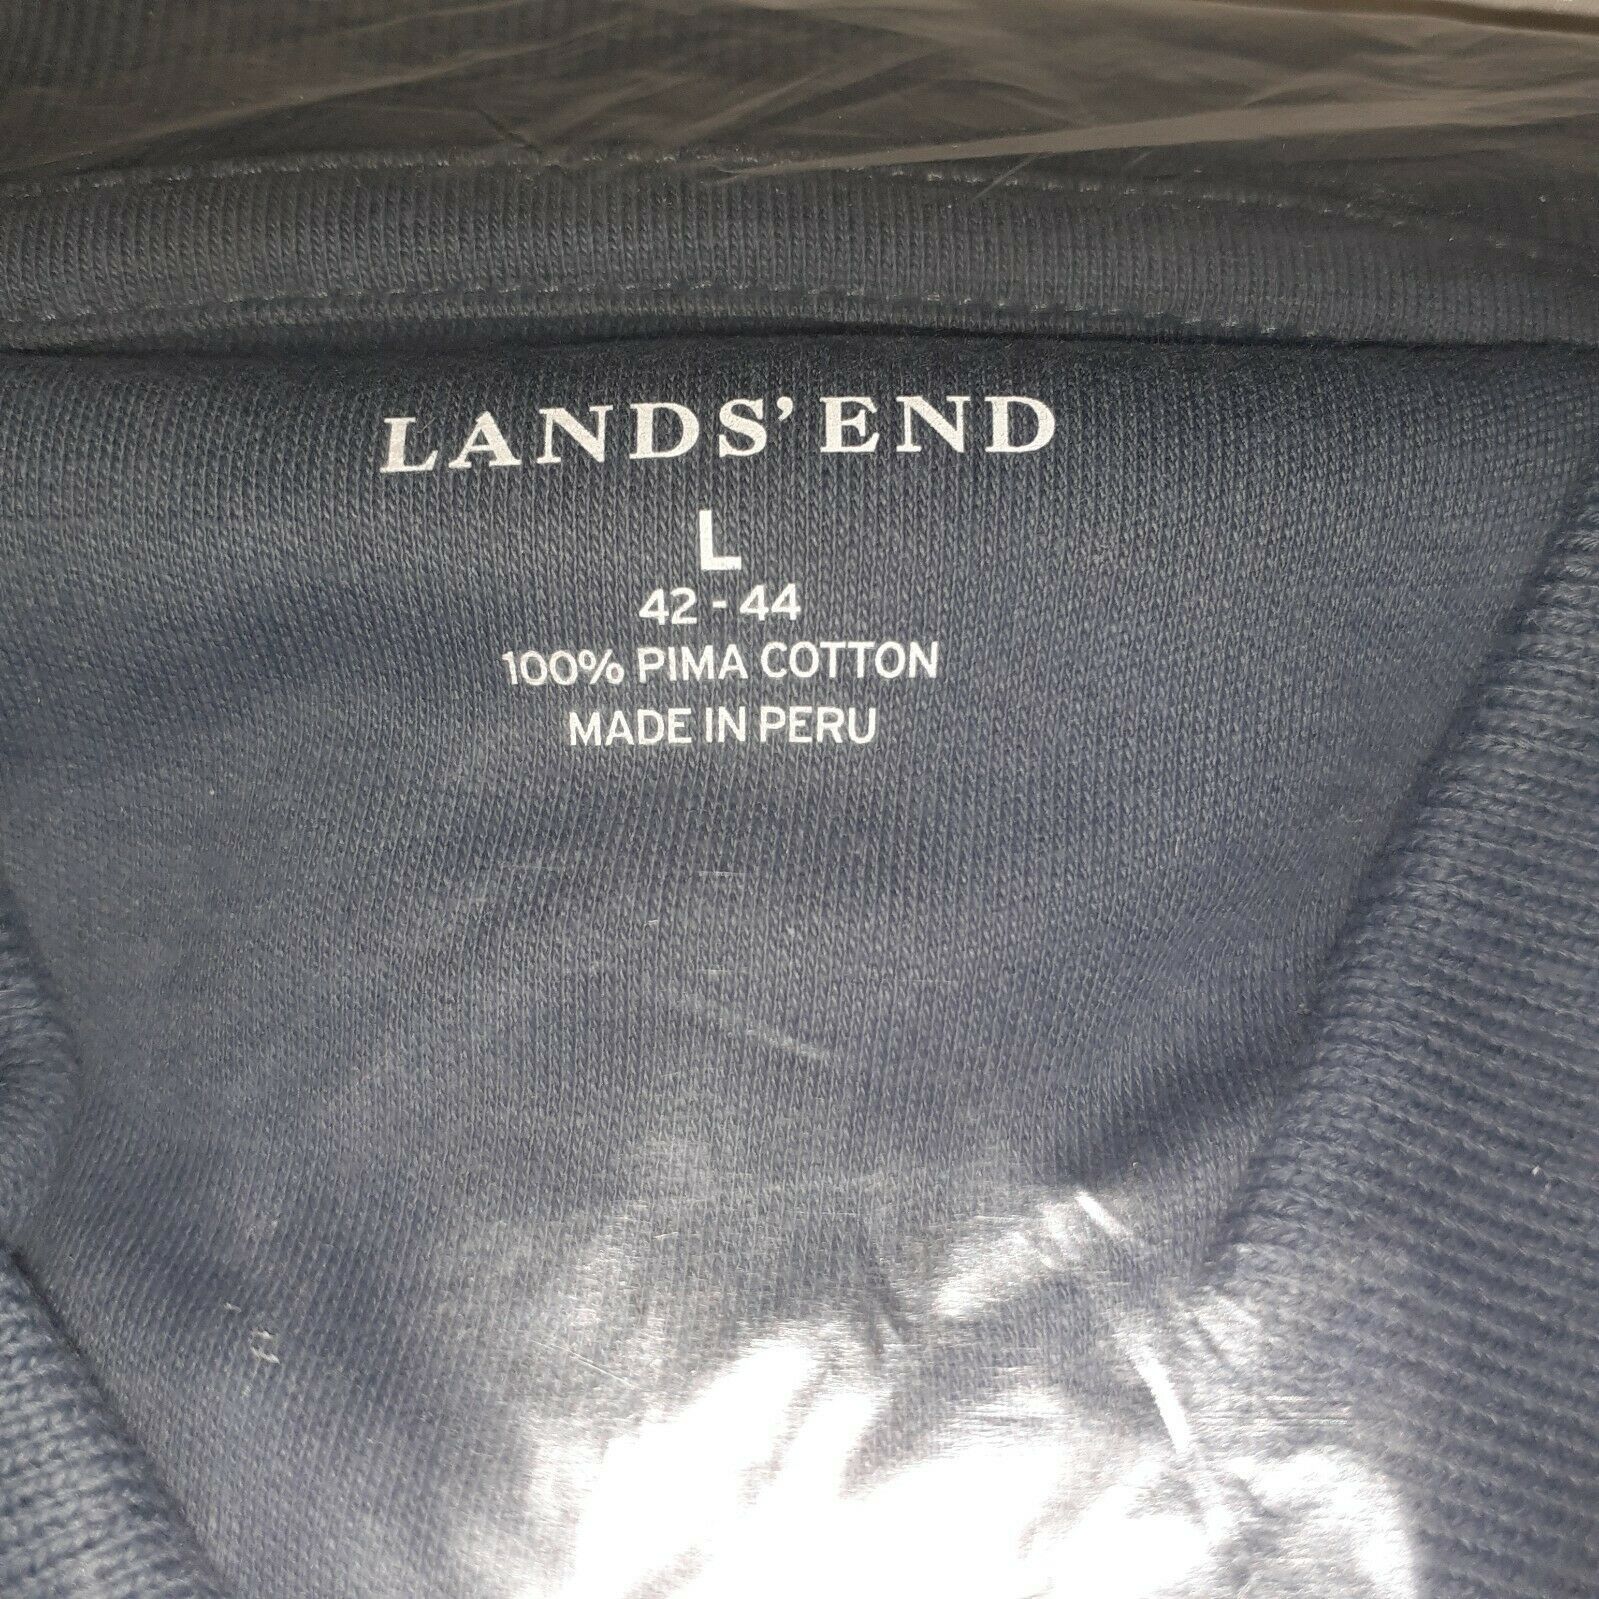 LANDS' END
L
42 - 44
100% PIMA COTTON
MADE IN PERU